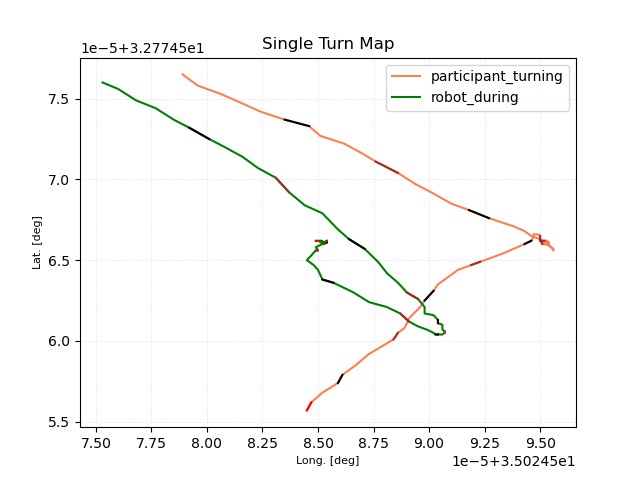 1e−5+3.27745e1
Single Turn Map
participant_turning
robot_during
7.5
7.0
6.5
6.0
5.5
Lat. [deg]
7.50 7.75 8.00 8.25 8.50 8.75 9.00 9.25 9.50
Long. [deg]
1e−5+3.50245e1